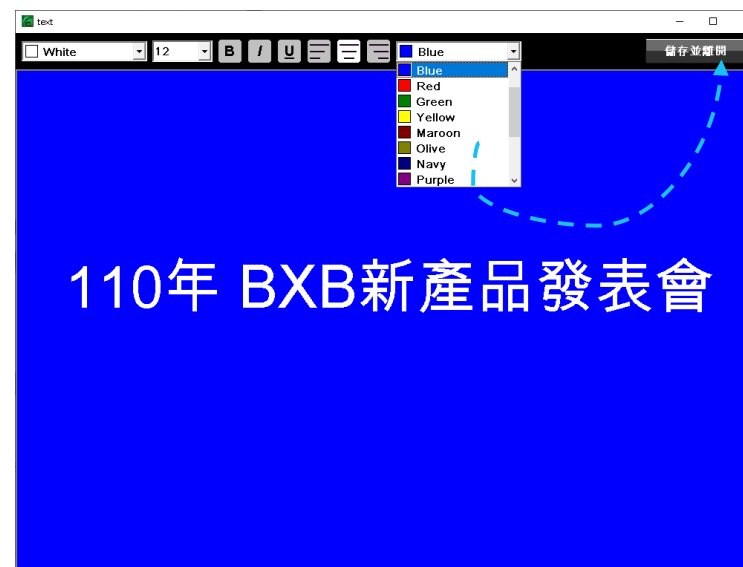 text
White 12 B I U Blue 儲存並離開
Blue
Red
Green
Yellow
Maroon
Olive
Navy
Purple
110年 BXB新產品發表會